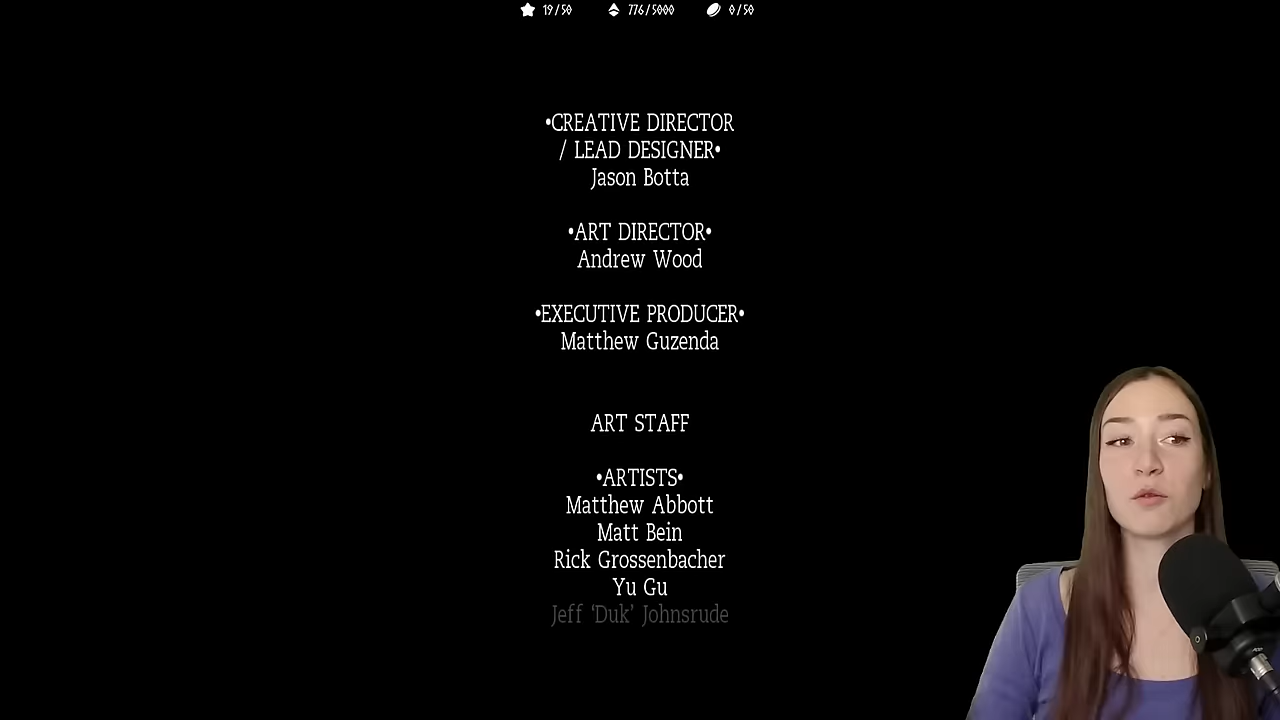 19/50 776/5000 0/50
•CREATIVE DIRECTOR
/ LEAD DESIGNER•
Jason Botta
•ART DIRECTOR•
Andrew Wood
•EXECUTIVE PRODUCER•
Matthew Guzenda
ART STAFF
•ARTISTS•
Matthew Abbott
Matt Bein
Rick Grossenbacher
Yu Gu
Jeff ‘Duk’ Johnsrude